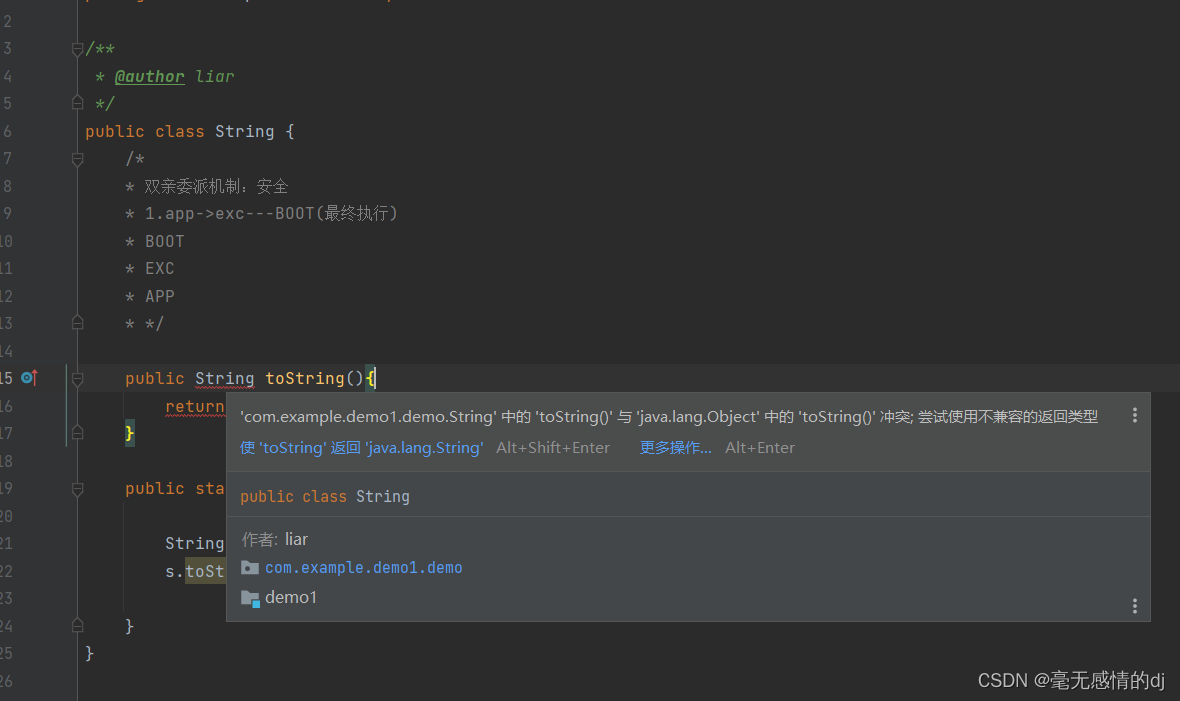 2
3 /**
4 * @author liar
5 */
6 public class String {
7 /*
8 * 双亲委派机制：安全
9 * 1.app->exc---BOOT(最终执行)
10 * BOOT
11 * EXC
12 * APP
13 * */
14
15 public String toString(){
16 return
'com.example.demo1.demo.String' 中的 'toString()' 与 'java.lang.Object' 中的 'toString()' 冲突; 尝试使用不兼容的返回类型
17 }
使 'toString' 返回 'java.lang.String' Alt+Shift+Enter 更多操作... Alt+Enter
18
19 public sta
public class String
20
21 String
作者: liar
22 s.toSt
com.example.demo1.demo
23
demo1
24 }
25 }
26
CSDN @毫无感情的dj